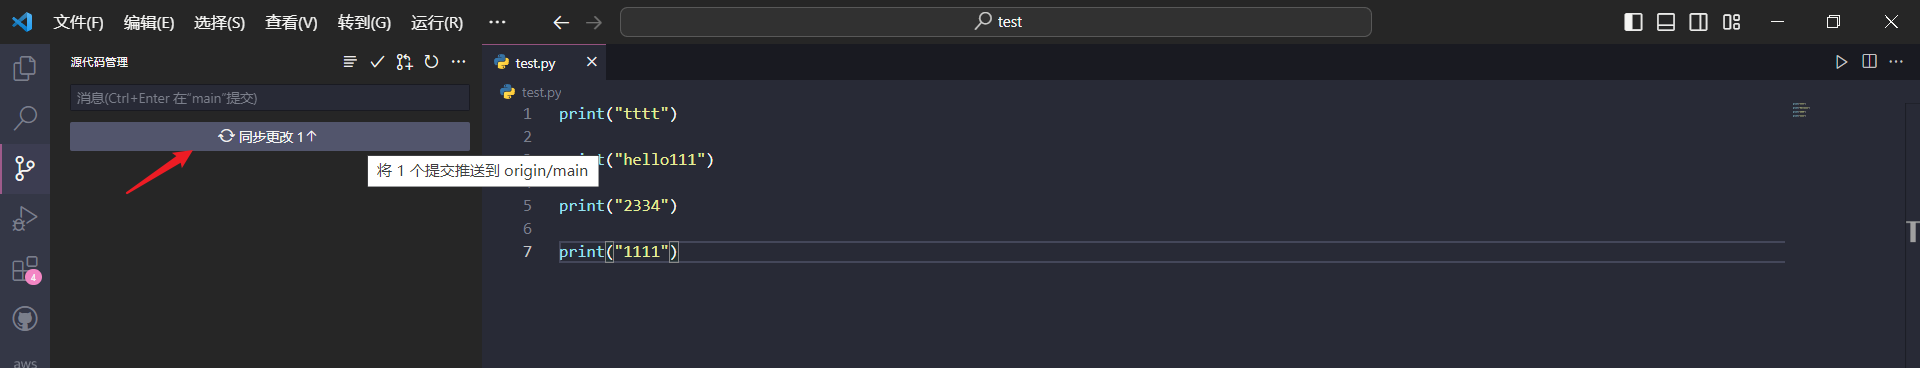 文件(F) 编辑(E) 选择(S) 查看(V) 转到(G) 运行(R) ··· test
源代码管理
消息(Ctrl+Enter 在“main”提交)
同步更改 1↑
将 1 个提交推送到 origin/main
4
aws
test.py
test.py
1 print("tttt")
2
nt("hello111")
5 print("2334")
6
7 print("1111")
T